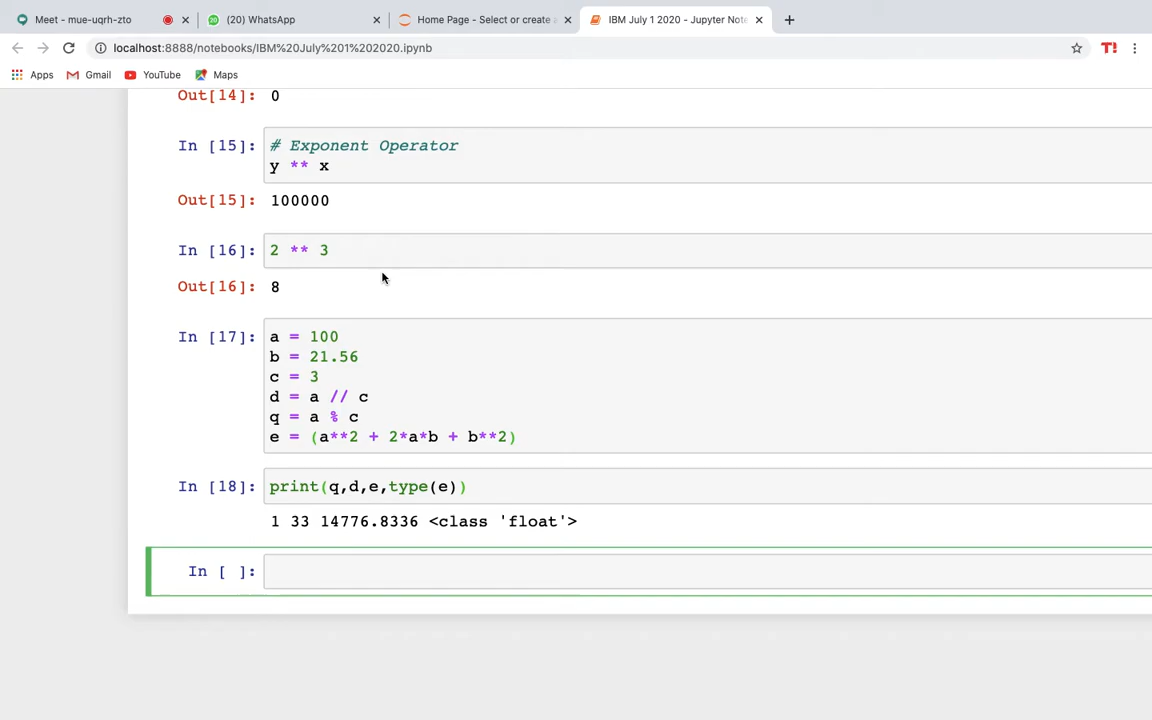 Meet - mue-uqrh-zto
(20) WhatsApp
Home Page - Select or create a
IBM July 1 2020 - Jupyter Note
localhost:8888/notebooks/IBM%20July%201%202020.ipynb
T!
Apps Gmail YouTube Maps
Out[14]: 0
In [15]: # Exponent Operator
y ** x
Out[15]: 100000
In [16]: 2 ** 3
Out[16]: 8
In [17]: a = 100
b = 21.56
c = 3
d = a // c
q = a % c
e = (a**2 + 2*a*b + b**2)
In [18]: print(q,d,e,type(e))
1 33 14776.8336 <class 'float'>
In [ ]: